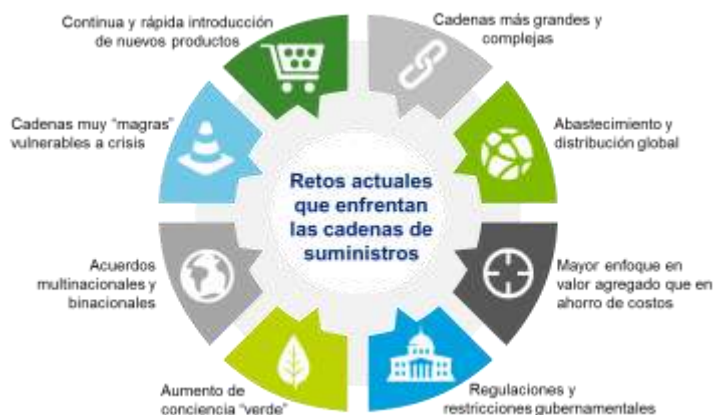 Continua y rápida introducción
de nuevos productos
Cadenas más grandes y
complejas
Cadenas muy "magras"
vulnerables a crisis
Abastecimiento y
distribución global
Retos actuales
que enfrentan
las cadenas de
suministros
Acuerdos
multinacionales y
binacionales
Mayor enfoque en
valor agregado que en
ahorro de costos
Aumento de
conciencia "verde"
Regulaciones y
restricciones gubernamentales